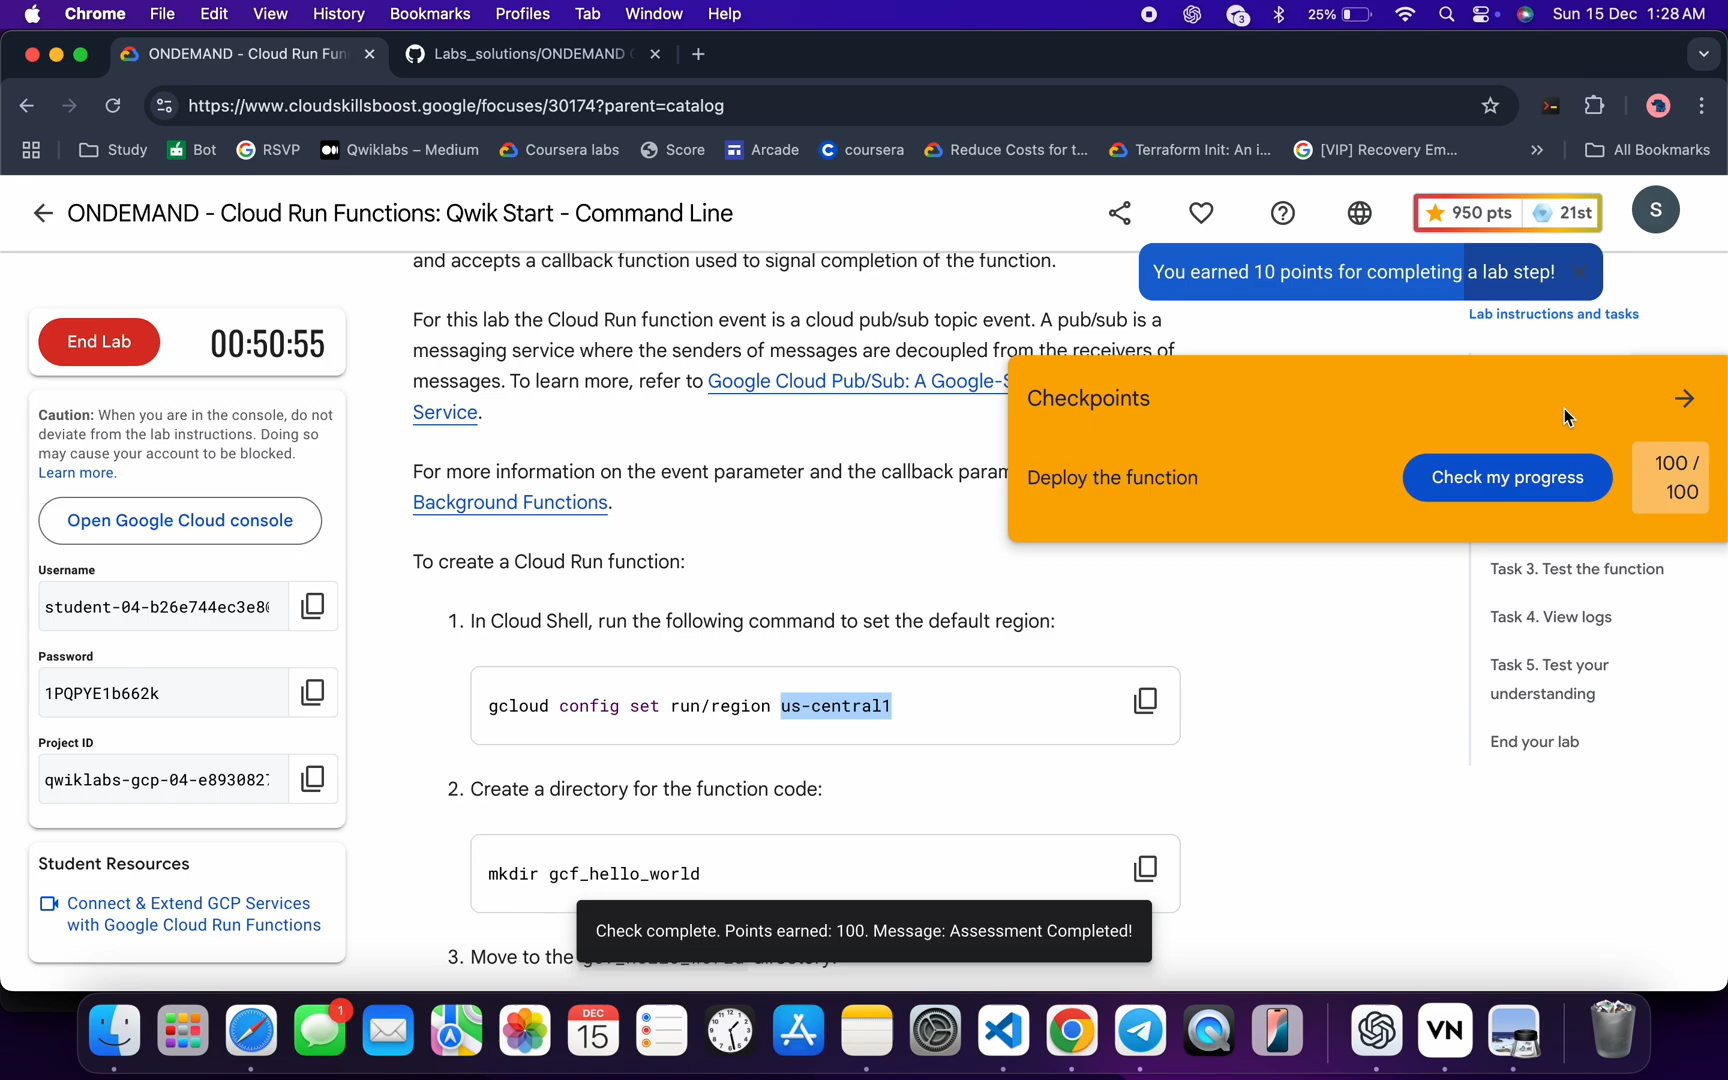 Chrome File Edit View History Bookmarks Profiles Tab Window Help 3 25% Sun 15 Dec 1:28 AM
ONDEMAND - Cloud Run Fun
Labs_solutions/ONDEMAND
https://www.cloudskillsboost.google/focuses/30174?parent=catalog
Study Bot RSVP Qwiklabs – Medium Coursera labs Score Arcade coursera Reduce Costs for t... Terraform Init: An i... [VIP] Recovery Em... » All Bookmarks
ONDEMAND - Cloud Run Functions: Qwik Start - Command Line
950 pts 21st S
and accepts a callback function used to signal completion of the function.
You earned 10 points for completing a lab step!
Lab instructions and tasks
End Lab 00:50:55
For this lab the Cloud Run function event is a cloud pub/sub topic event. A pub/sub is a
messaging service where the senders of messages are decoupled from the receivers of
messages. To learn more, refer to Google Cloud Pub/Sub: A Google-S
Service.
Checkpoints
Deploy the function Check my progress 100 /
100
Caution: When you are in the console, do not
deviate from the lab instructions. Doing so
may cause your account to be blocked.
Learn more.
Open Google Cloud console
Username
student-04-b26e744ec3e8
Password
1PQPYE1b662k
Project ID
qwiklabs-gcp-04-e893082
Student Resources
Connect & Extend GCP Services
with Google Cloud Run Functions
For more information on the event parameter and the callback param
Background Functions.
To create a Cloud Run function:
1. In Cloud Shell, run the following command to set the default region:
gcloud config set run/region us-central1
2. Create a directory for the function code:
mkdir gcf_hello_world
3. Move to the
Check complete. Points earned: 100. Message: Assessment Completed!
Task 3. Test the function
Task 4. View logs
Task 5. Test your
understanding
End your lab
1
DEC
15
VN